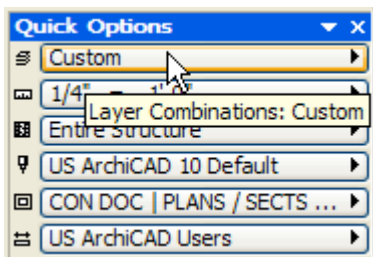 Quick Options
Custom
1/4"
Layer Combinations: Custom
Entire Structure
US ArchiCAD 10 Default
CON DOC | PLANS / SECTS ...
US ArchiCAD Users